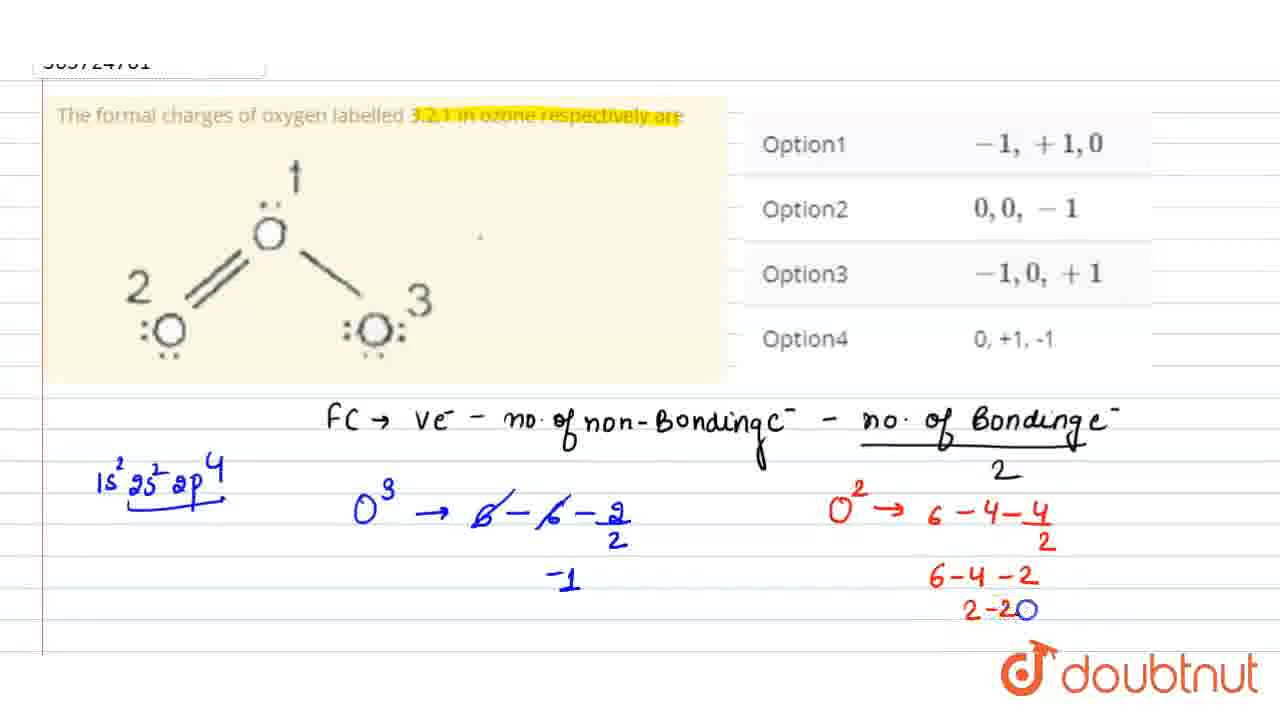 The formal charges of oxygen labelled 3.2.1 in ozone respectively are
1
O
2
3
:O
:O:
Option1 −1, +1, 0
Option2 0, 0, −1
Option3 −1, 0, +1
Option4 0, +1, -1
FC → Ve⁻ − no. of non-Bonding e⁻ − no. of Bonding e⁻
2
1s² 2s² 2p⁴
O³ → 6 − 6 − 2/2
−1
O² → 6 − 4 − 4/2
6 − 4 − 2
2 − 2 0
doubtnut